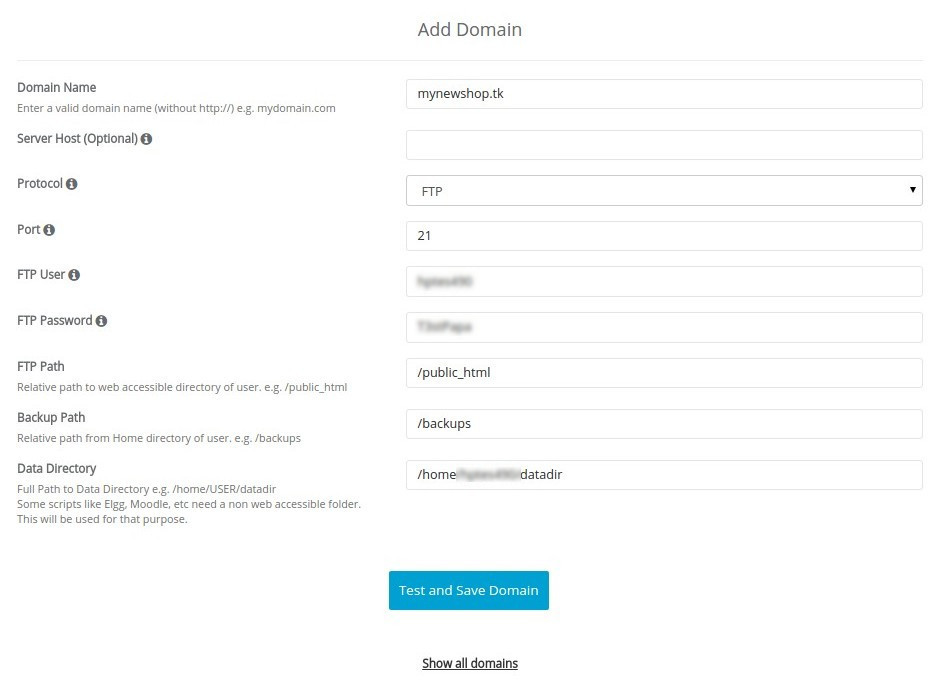 Add Domain
Domain Name
mynewshop.tk
Enter a valid domain name (without http://) e.g. mydomain.com
Server Host (Optional)
Protocol
FTP
Port
21
FTP User
FTP Password
FTP Path
/public_html
Relative path to web accessible directory of user. e.g. /public_html
Backup Path
/backups
Relative path from Home directory of user. e.g. /backups
Data Directory
/home datadir
Full Path to Data Directory e.g. /home/USER/datadir
Some scripts like Elgg, Moodle, etc need a non web accessible folder.
This will be used for that purpose.
Test and Save Domain
Show all domains